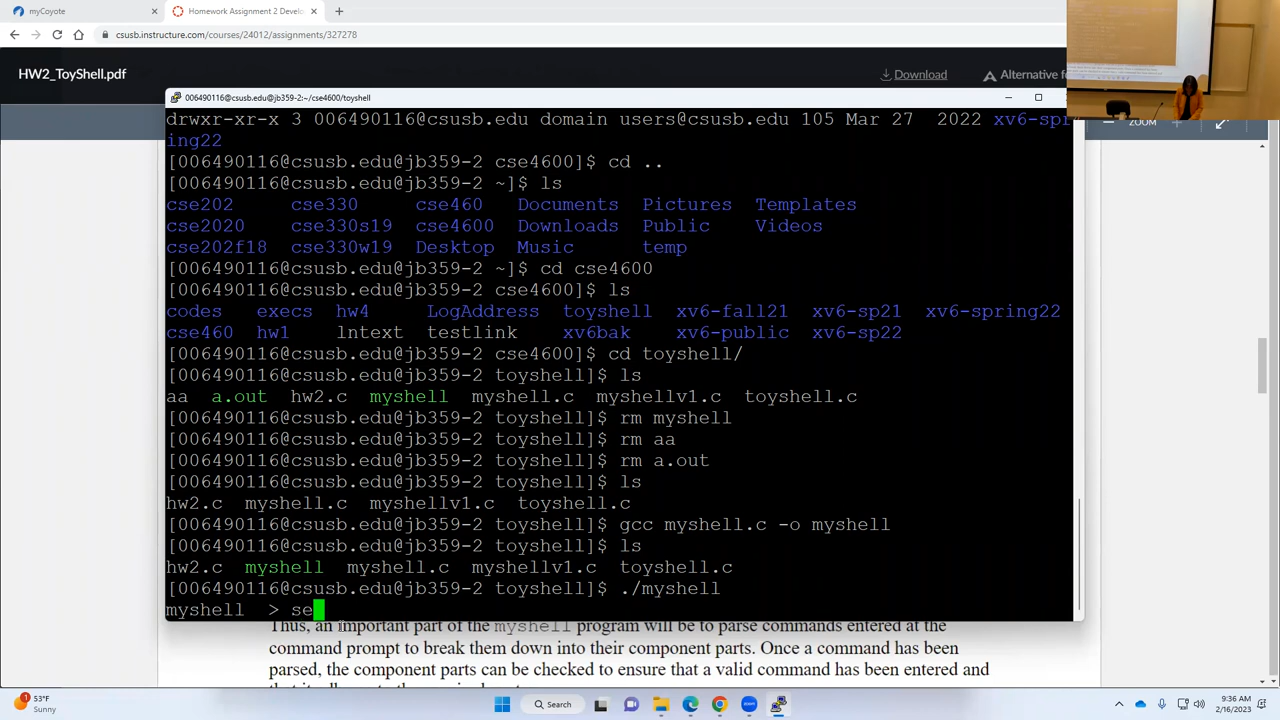 myCoyote
Homework Assignment 2 Develo
csusb.instructure.com/courses/24012/assignments/327278
HW2_ToyShell.pdf
Download
Alternative fo
ZOOM
006490116@csusb.edu@jb359-2:~/cse4600/toyshell
drwxr-xr-x 3 006490116@csusb.edu domain users@csusb.edu 105 Mar 27  2022 xv6-spr
ing22
[006490116@csusb.edu@jb359-2 cse4600]$ cd ..
[006490116@csusb.edu@jb359-2 ~]$ ls
cse202 cse330 cse460 Documents Pictures Templates
cse2020 cse330s19 cse4600 Downloads Public Videos
cse202f18 cse330w19 Desktop Music temp
[006490116@csusb.edu@jb359-2 ~]$ cd cse4600
[006490116@csusb.edu@jb359-2 cse4600]$ ls
codes execs hw4 LogAddress toyshell xv6-fall21 xv6-sp21 xv6-spring22
cse460 hw1 lntext testlink xv6bak xv6-public xv6-sp22
[006490116@csusb.edu@jb359-2 cse4600]$ cd toyshell/
[006490116@csusb.edu@jb359-2 toyshell]$ ls
aa a.out hw2.c myshell myshell.c myshellv1.c toyshell.c
[006490116@csusb.edu@jb359-2 toyshell]$ rm myshell
[006490116@csusb.edu@jb359-2 toyshell]$ rm aa
[006490116@csusb.edu@jb359-2 toyshell]$ rm a.out
[006490116@csusb.edu@jb359-2 toyshell]$ ls
hw2.c myshell.c myshellv1.c toyshell.c
[006490116@csusb.edu@jb359-2 toyshell]$ gcc myshell.c -o myshell
[006490116@csusb.edu@jb359-2 toyshell]$ ls
hw2.c myshell myshell.c myshellv1.c toyshell.c
[006490116@csusb.edu@jb359-2 toyshell]$ ./myshell
myshell > se
Thus, an important part of the myshell program will be to parse commands entered at the
command prompt to break them down into their component parts. Once a command has been
parsed, the component parts can be checked to ensure that a valid command has been entered and
53°F
Sunny
Search
9:36 AM
2/16/2023